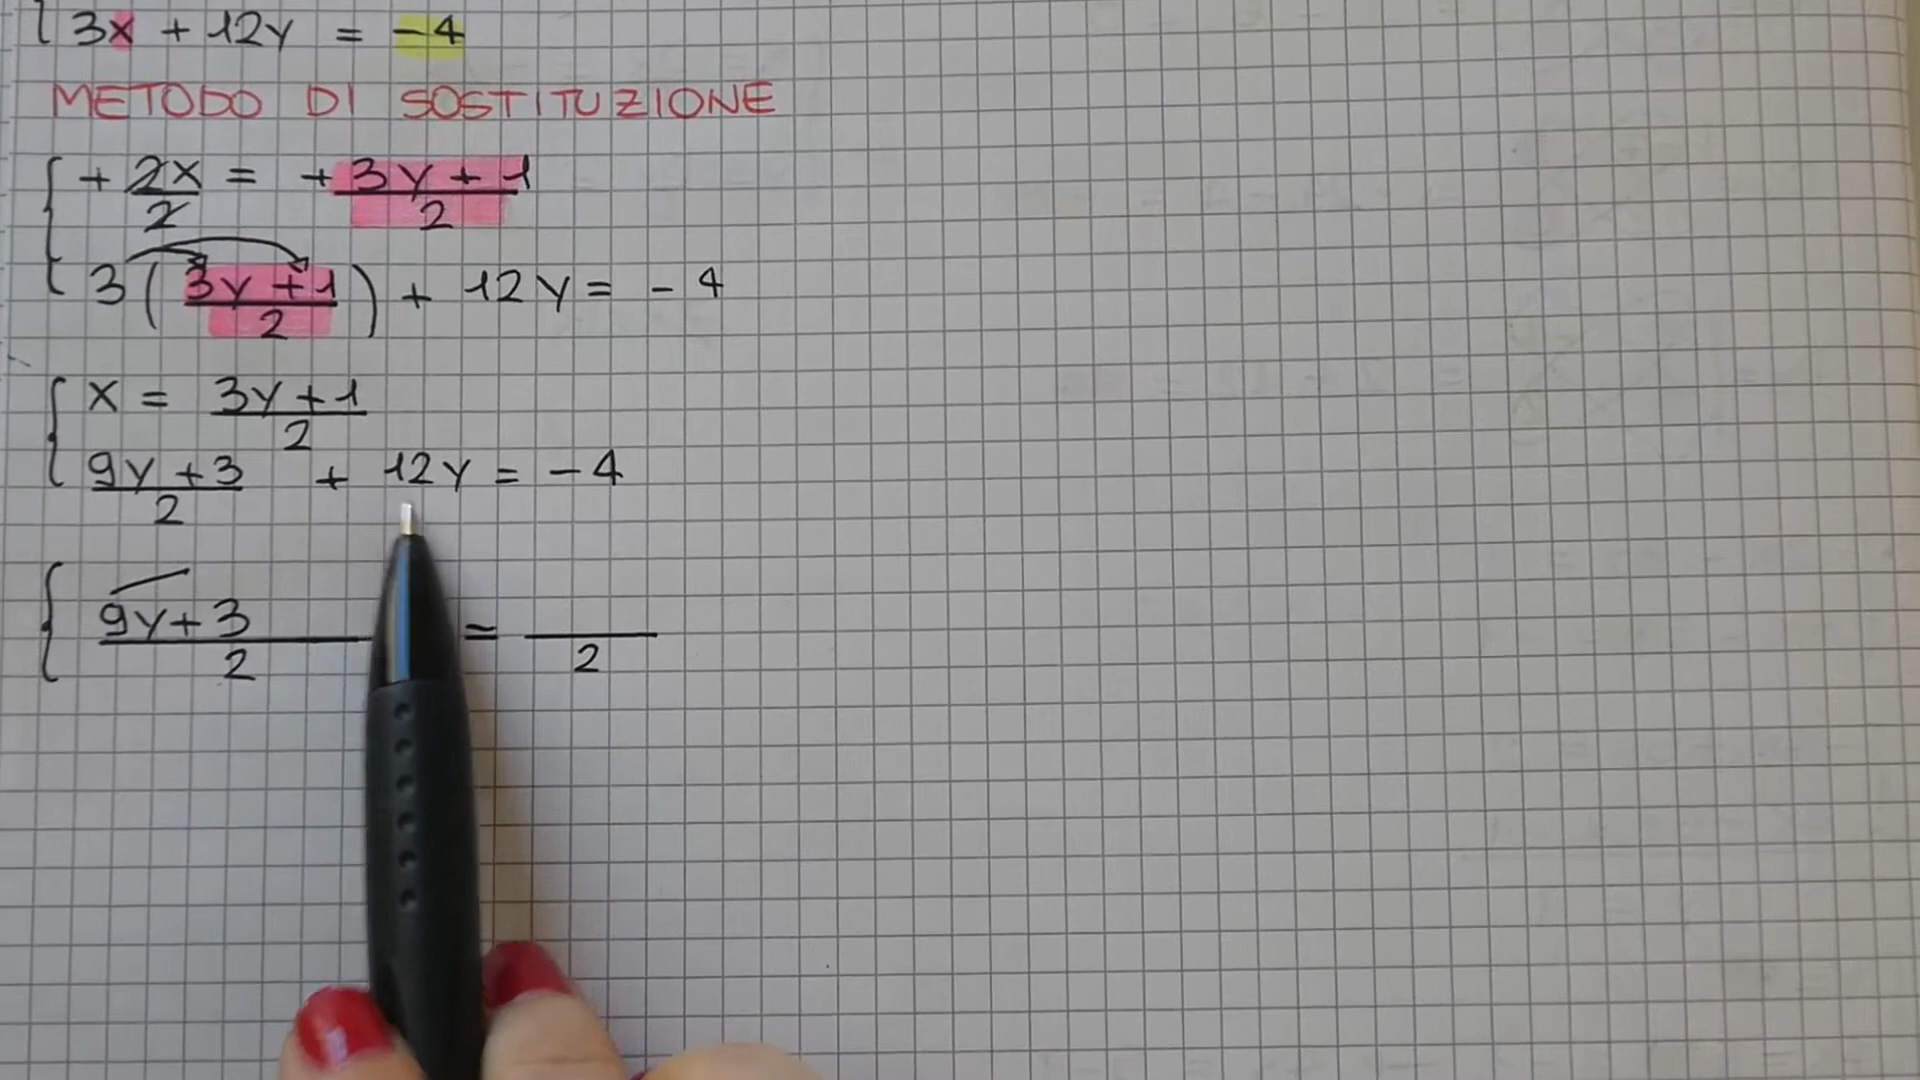 3x + 12y = -4
METODO DI SOSTITUZIONE
+ 2x/2 = + 3y + 1/2
3 ( 3y + 1/2 ) + 12y = - 4
x = 3y + 1/2
9y + 3/2 + 12y = - 4
9y + 3/2 = /2